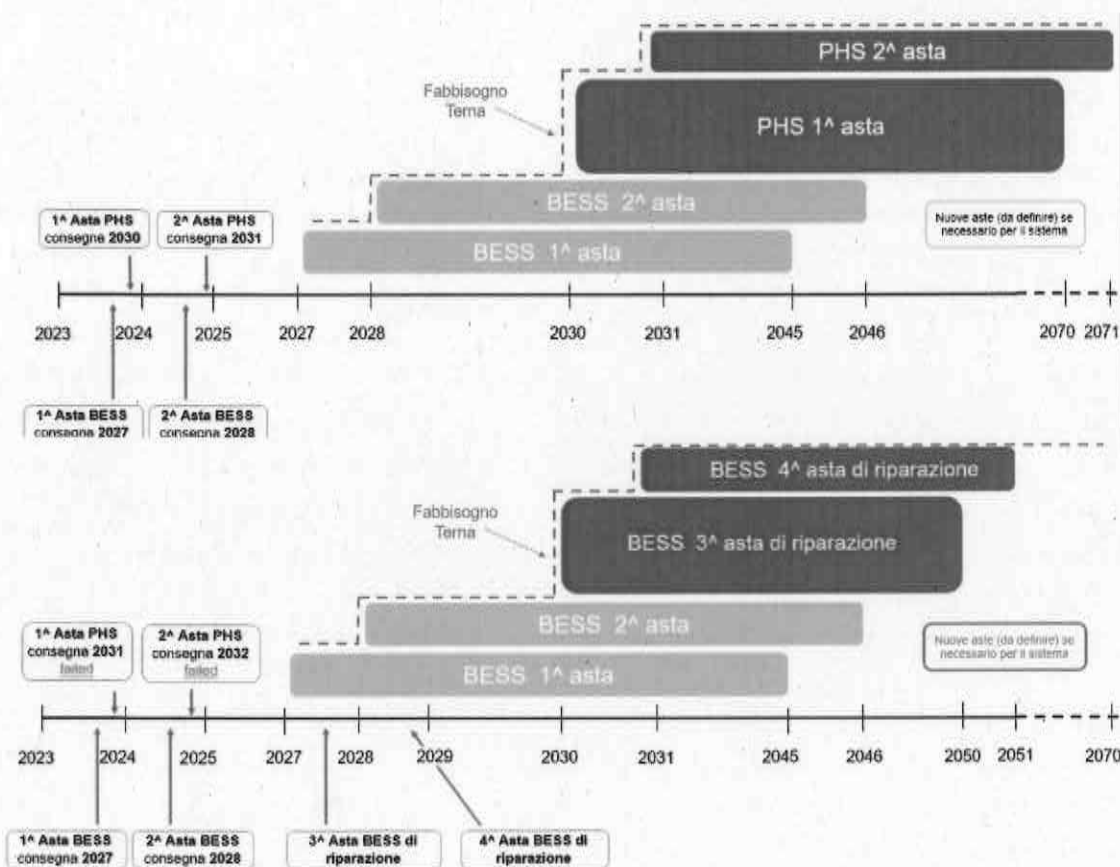 PHS 2^ asta
Fabbisogno
Terna
PHS 1^ asta
BESS 2^ asta
1^ Asta PHS
consegna 2030
2^ Asta PHS
consegna 2031
Nuove aste (da definire) se
necessario per il sistema
BESS 1^ asta
2023 2024 2025 2027 2028 2030 2031 2045 2046 2070 2071
1^ Asta BESS
consegna 2027
2^ Asta BESS
consegna 2028
BESS 4^ asta di riparazione
Fabbisogno
Terna
BESS 3^ asta di riparazione
BESS 2^ asta
1^ Asta PHS
consegna 2031
failed
2^ Asta PHS
consegna 2032
failed
Nuove aste (da definire) se
necessario per il sistema
BESS 1^ asta
2023 2024 2025 2027 2028 2029 2030 2031 2045 2046 2050 2051 2070
1^ Asta BESS
consegna 2027
2^ Asta BESS
consegna 2028
3^ Asta BESS di
riparazione
4^ Asta BESS di
riparazione